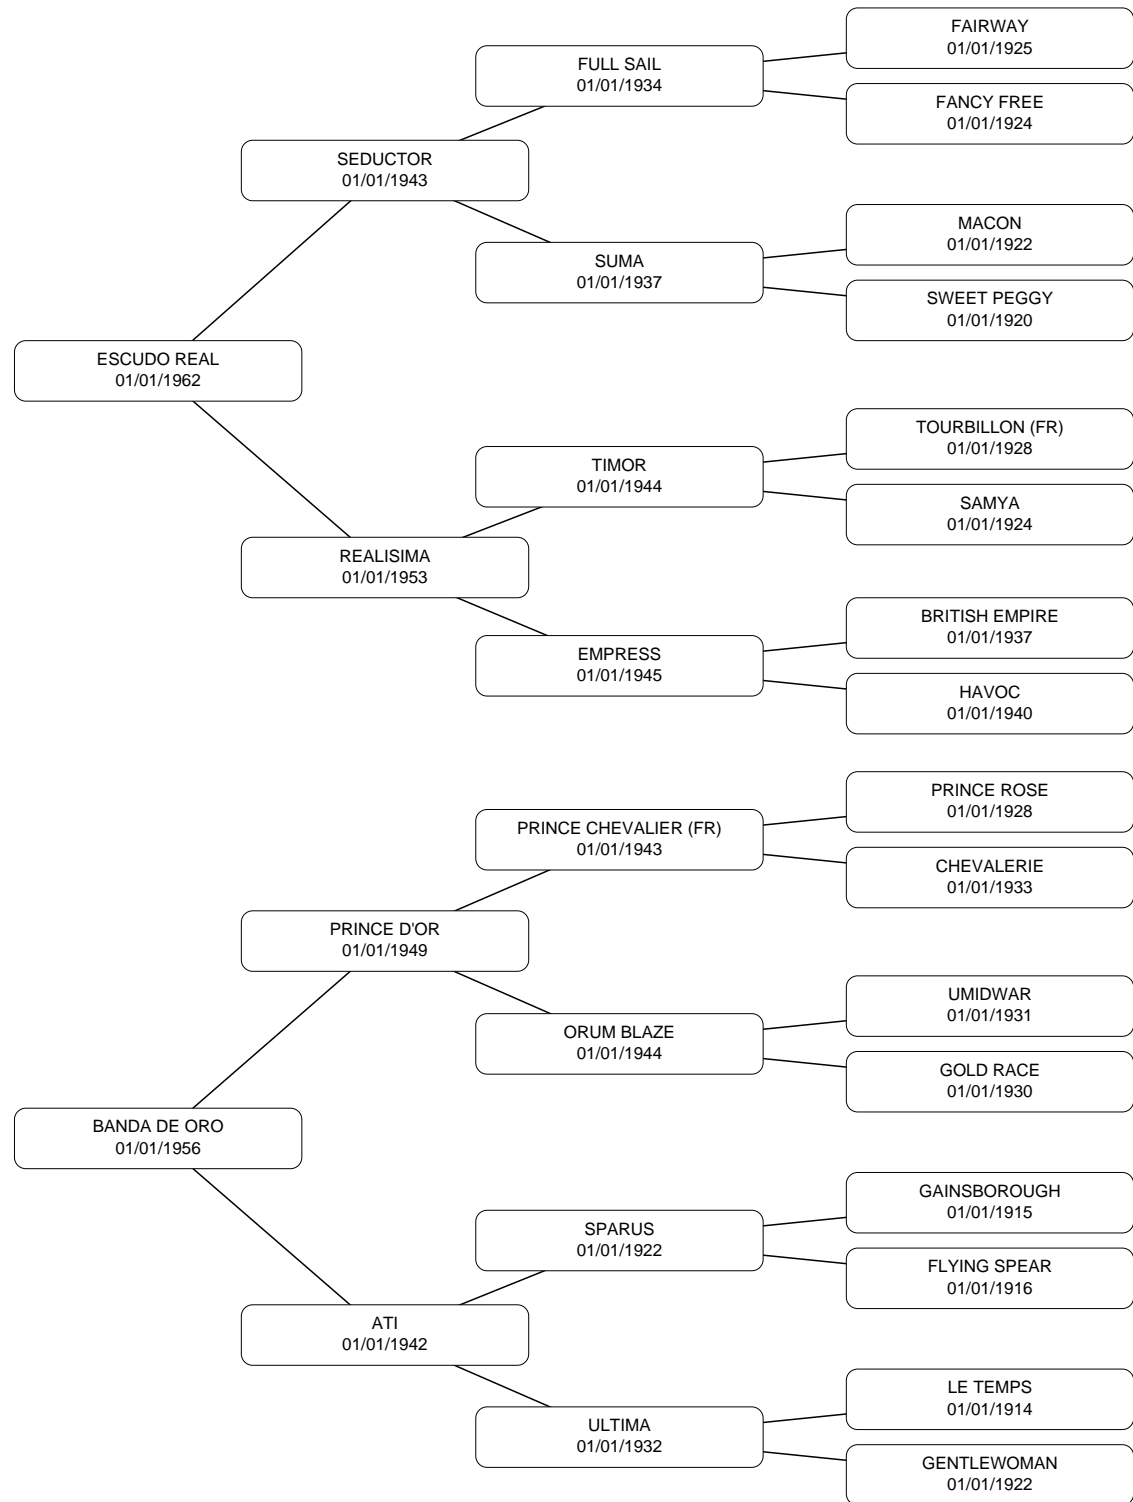 FAIRWAY
01/01/1925
FULL SAIL
01/01/1934
FANCY FREE
01/01/1924
SEDUCTOR
01/01/1943
MACON
01/01/1922
SUMA
01/01/1937
SWEET PEGGY
01/01/1920
ESCUDO REAL
01/01/1962
TOURBILLON (FR)
01/01/1928
TIMOR
01/01/1944
SAMYA
01/01/1924
REALISIMA
01/01/1953
BRITISH EMPIRE
01/01/1937
EMPRESS
01/01/1945
HAVOC
01/01/1940
PRINCE ROSE
01/01/1928
PRINCE CHEVALIER (FR)
01/01/1943
CHEVALERIE
01/01/1933
PRINCE D'OR
01/01/1949
UMIDWAR
01/01/1931
ORUM BLAZE
01/01/1944
GOLD RACE
01/01/1930
BANDA DE ORO
01/01/1956
GAINSBOROUGH
01/01/1915
SPARUS
01/01/1922
FLYING SPEAR
01/01/1916
ATI
01/01/1942
LE TEMPS
01/01/1914
ULTIMA
01/01/1932
GENTLEWOMAN
01/01/1922